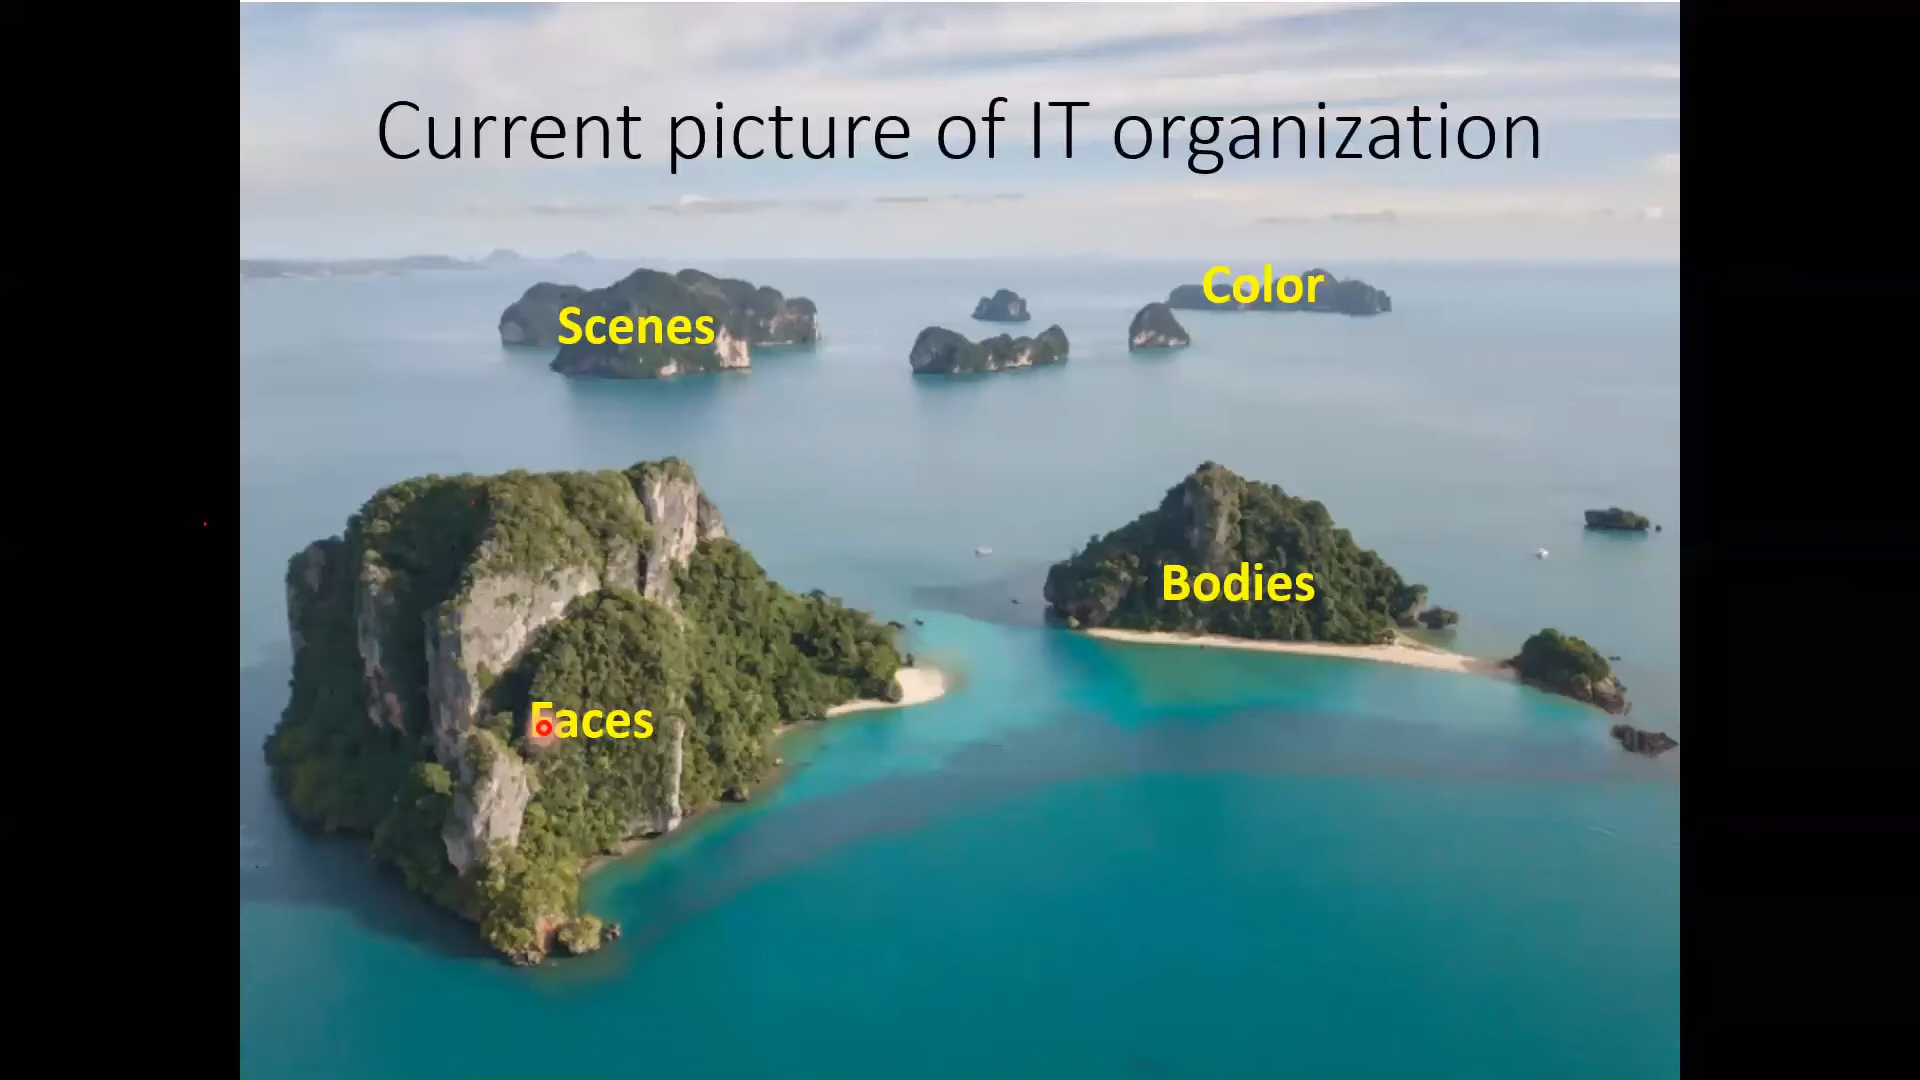 Current picture of IT organization
Color
Scenes
Bodies
Faces